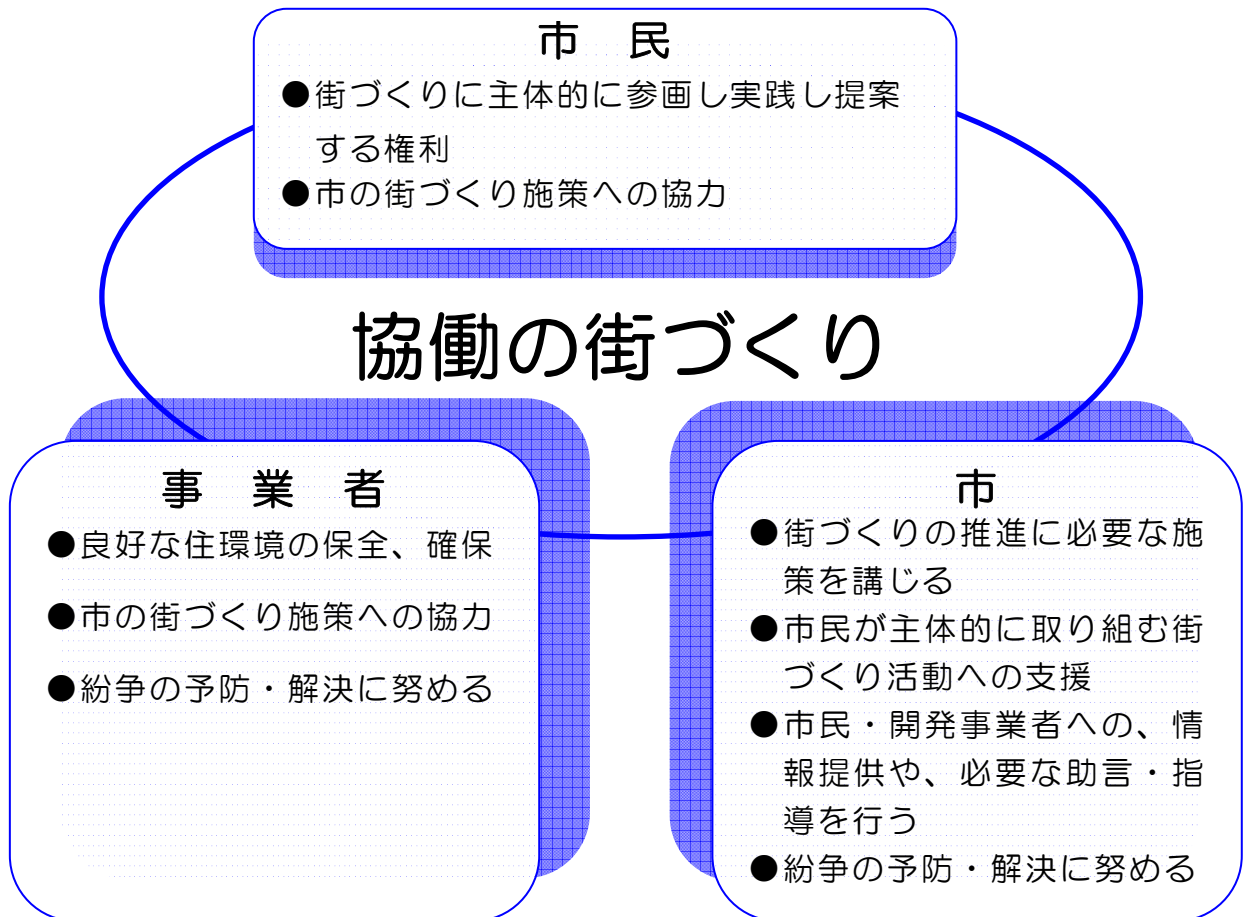 市　民
●街づくりに主体的に参画し実践し提案
する権利
●市の街づくり施策への協力
協働の街づくり
事　業　者
●良好な住環境の保全、確保
●市の街づくり施策への協力
●紛争の予防・解決に努める
市
●街づくりの推進に必要な施
策を講じる
●市民が主体的に取り組む街
づくり活動への支援
●市民・開発事業者への、情
報提供や、必要な助言・指
導を行う
●紛争の予防・解決に努める